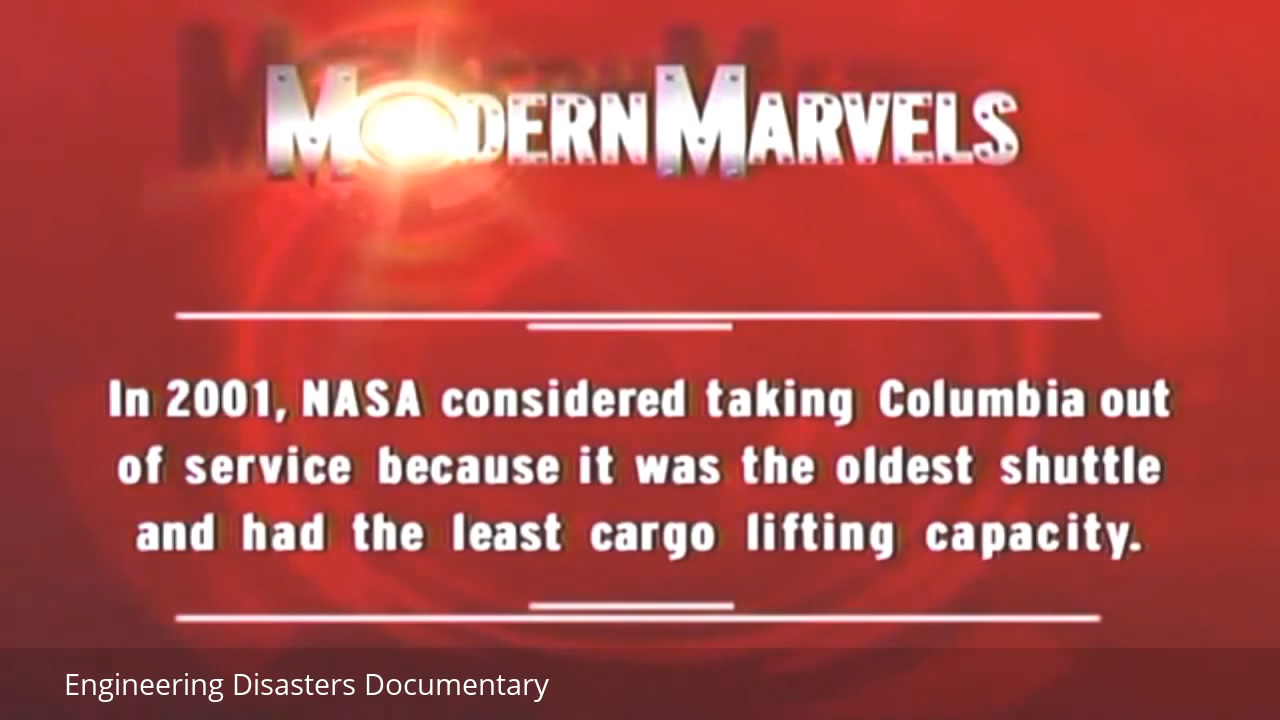 MODERN MARVELS
In 2001, NASA considered taking Columbia out
of service because it was the oldest shuttle
and had the least cargo lifting capacity.
Engineering Disasters Documentary